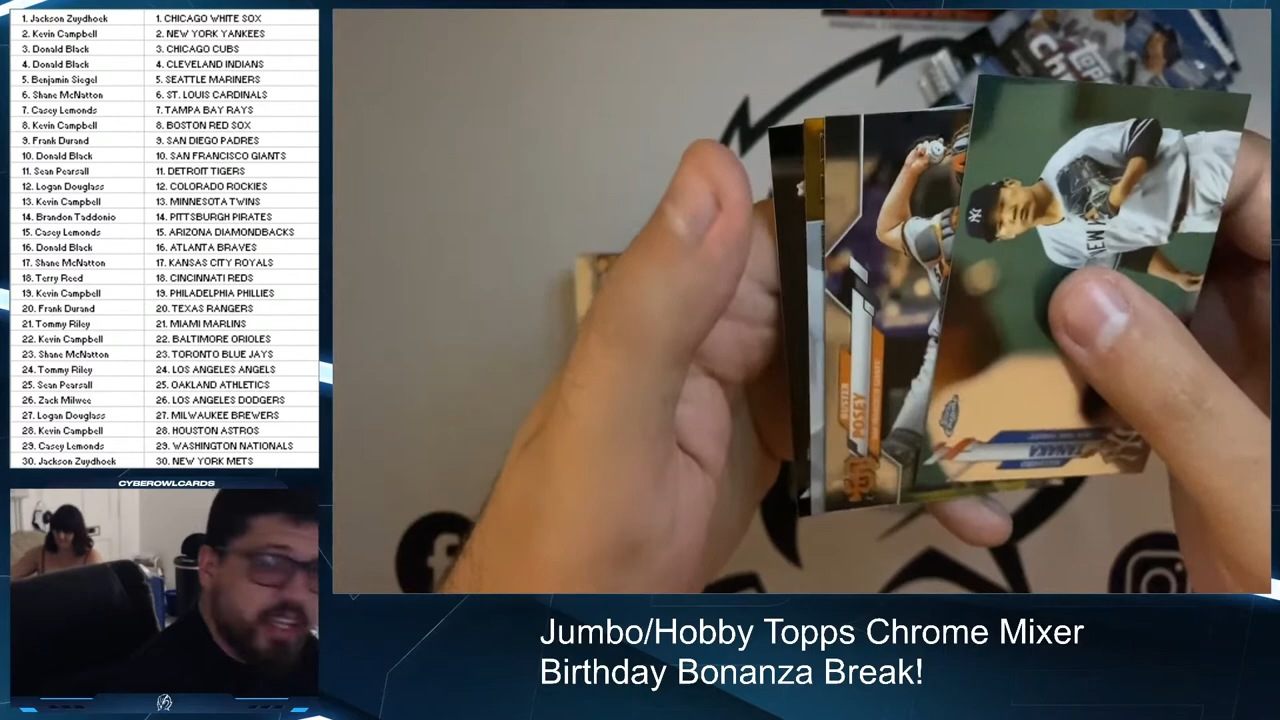 1. Jackson Zuydhoek 1. CHICAGO WHITE SOX
2. Kevin Campbell 2. NEW YORK YANKEES
3. Donald Black 3. CHICAGO CUBS
4. Donald Black 4. CLEVELAND INDIANS
5. Benjamin Siegel 5. SEATTLE MARINERS
6. Shane McNatton 6. ST. LOUIS CARDINALS
7. Casey Lemonds 7. TAMPA BAY RAYS
8. Kevin Campbell 8. BOSTON RED SOX
9. Frank Durand 9. SAN DIEGO PADRES
10. Donald Black 10. SAN FRANCISCO GIANTS
11. Sean Pearsall 11. DETROIT TIGERS
12. Logan Douglass 12. COLORADO ROCKIES
13. Kevin Campbell 13. MINNESOTA TWINS
14. Brandon Taddonio 14. PITTSBURGH PIRATES
15. Casey Lemonds 15. ARIZONA DIAMONDBACKS
16. Donald Black 16. ATLANTA BRAVES
17. Shane McNatton 17. KANSAS CITY ROYALS
18. Terry Reed 18. CINCINNATI REDS
19. Kevin Campbell 19. PHILADELPHIA PHILLIES
20. Frank Durand 20. TEXAS RANGERS
21. Tommy Riley 21. MIAMI MARLINS
22. Kevin Campbell 22. BALTIMORE ORIOLES
23. Shane McNatton 23. TORONTO BLUE JAYS
24. Tommy Riley 24. LOS ANGELES ANGELS
25. Sean Pearsall 25. OAKLAND ATHLETICS
26. Zack Milwee 26. LOS ANGELES DODGERS
27. Logan Douglass 27. MILWAUKEE BREWERS
28. Kevin Campbell 28. HOUSTON ASTROS
29. Casey Lemonds 29. WASHINGTON NATIONALS
30. Jackson Zuydhoek 30. NEW YORK METS
CYBEROWLCARDS
BUSTER
POSEY
TANAKA
NEW
Jumbo/Hobby Topps Chrome Mixer
Birthday Bonanza Break!